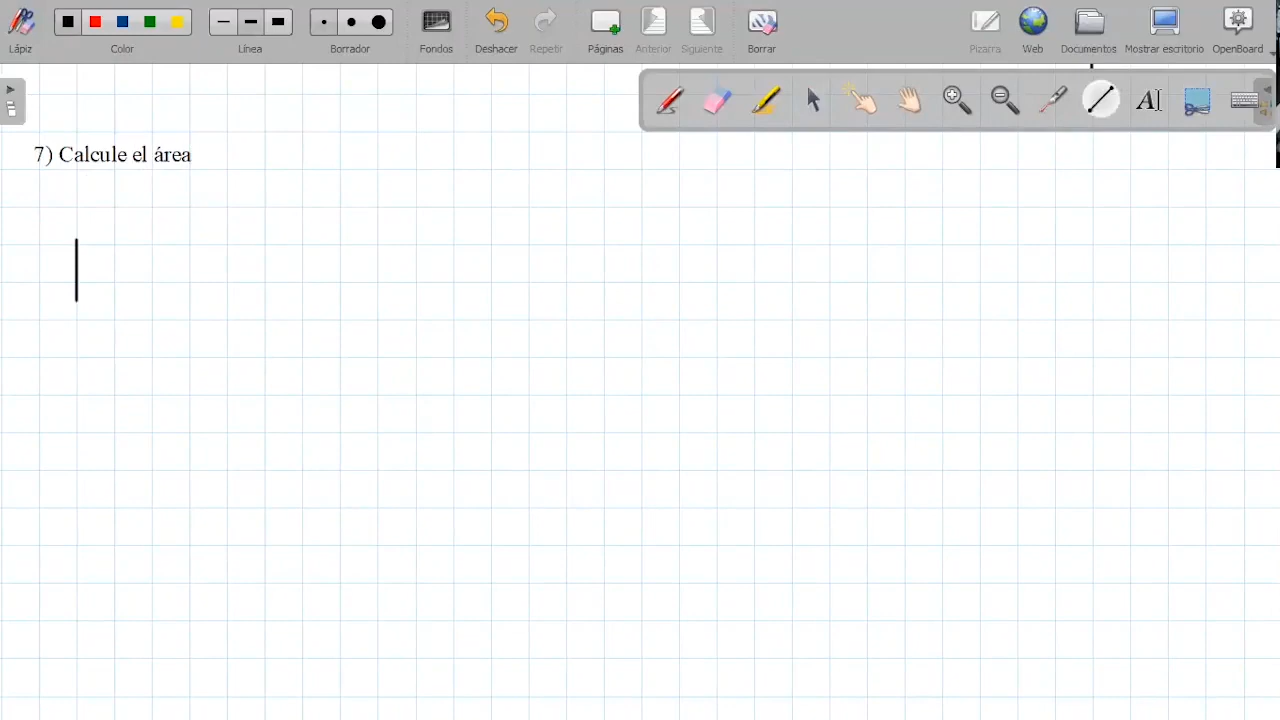 Lápiz Color Línea Borrador Fondos Deshacer Repetir Páginas Anterior Siguiente Borrar Pizarra Web Documentos Mostrar escritorio OpenBoard
A
7) Calcule el área